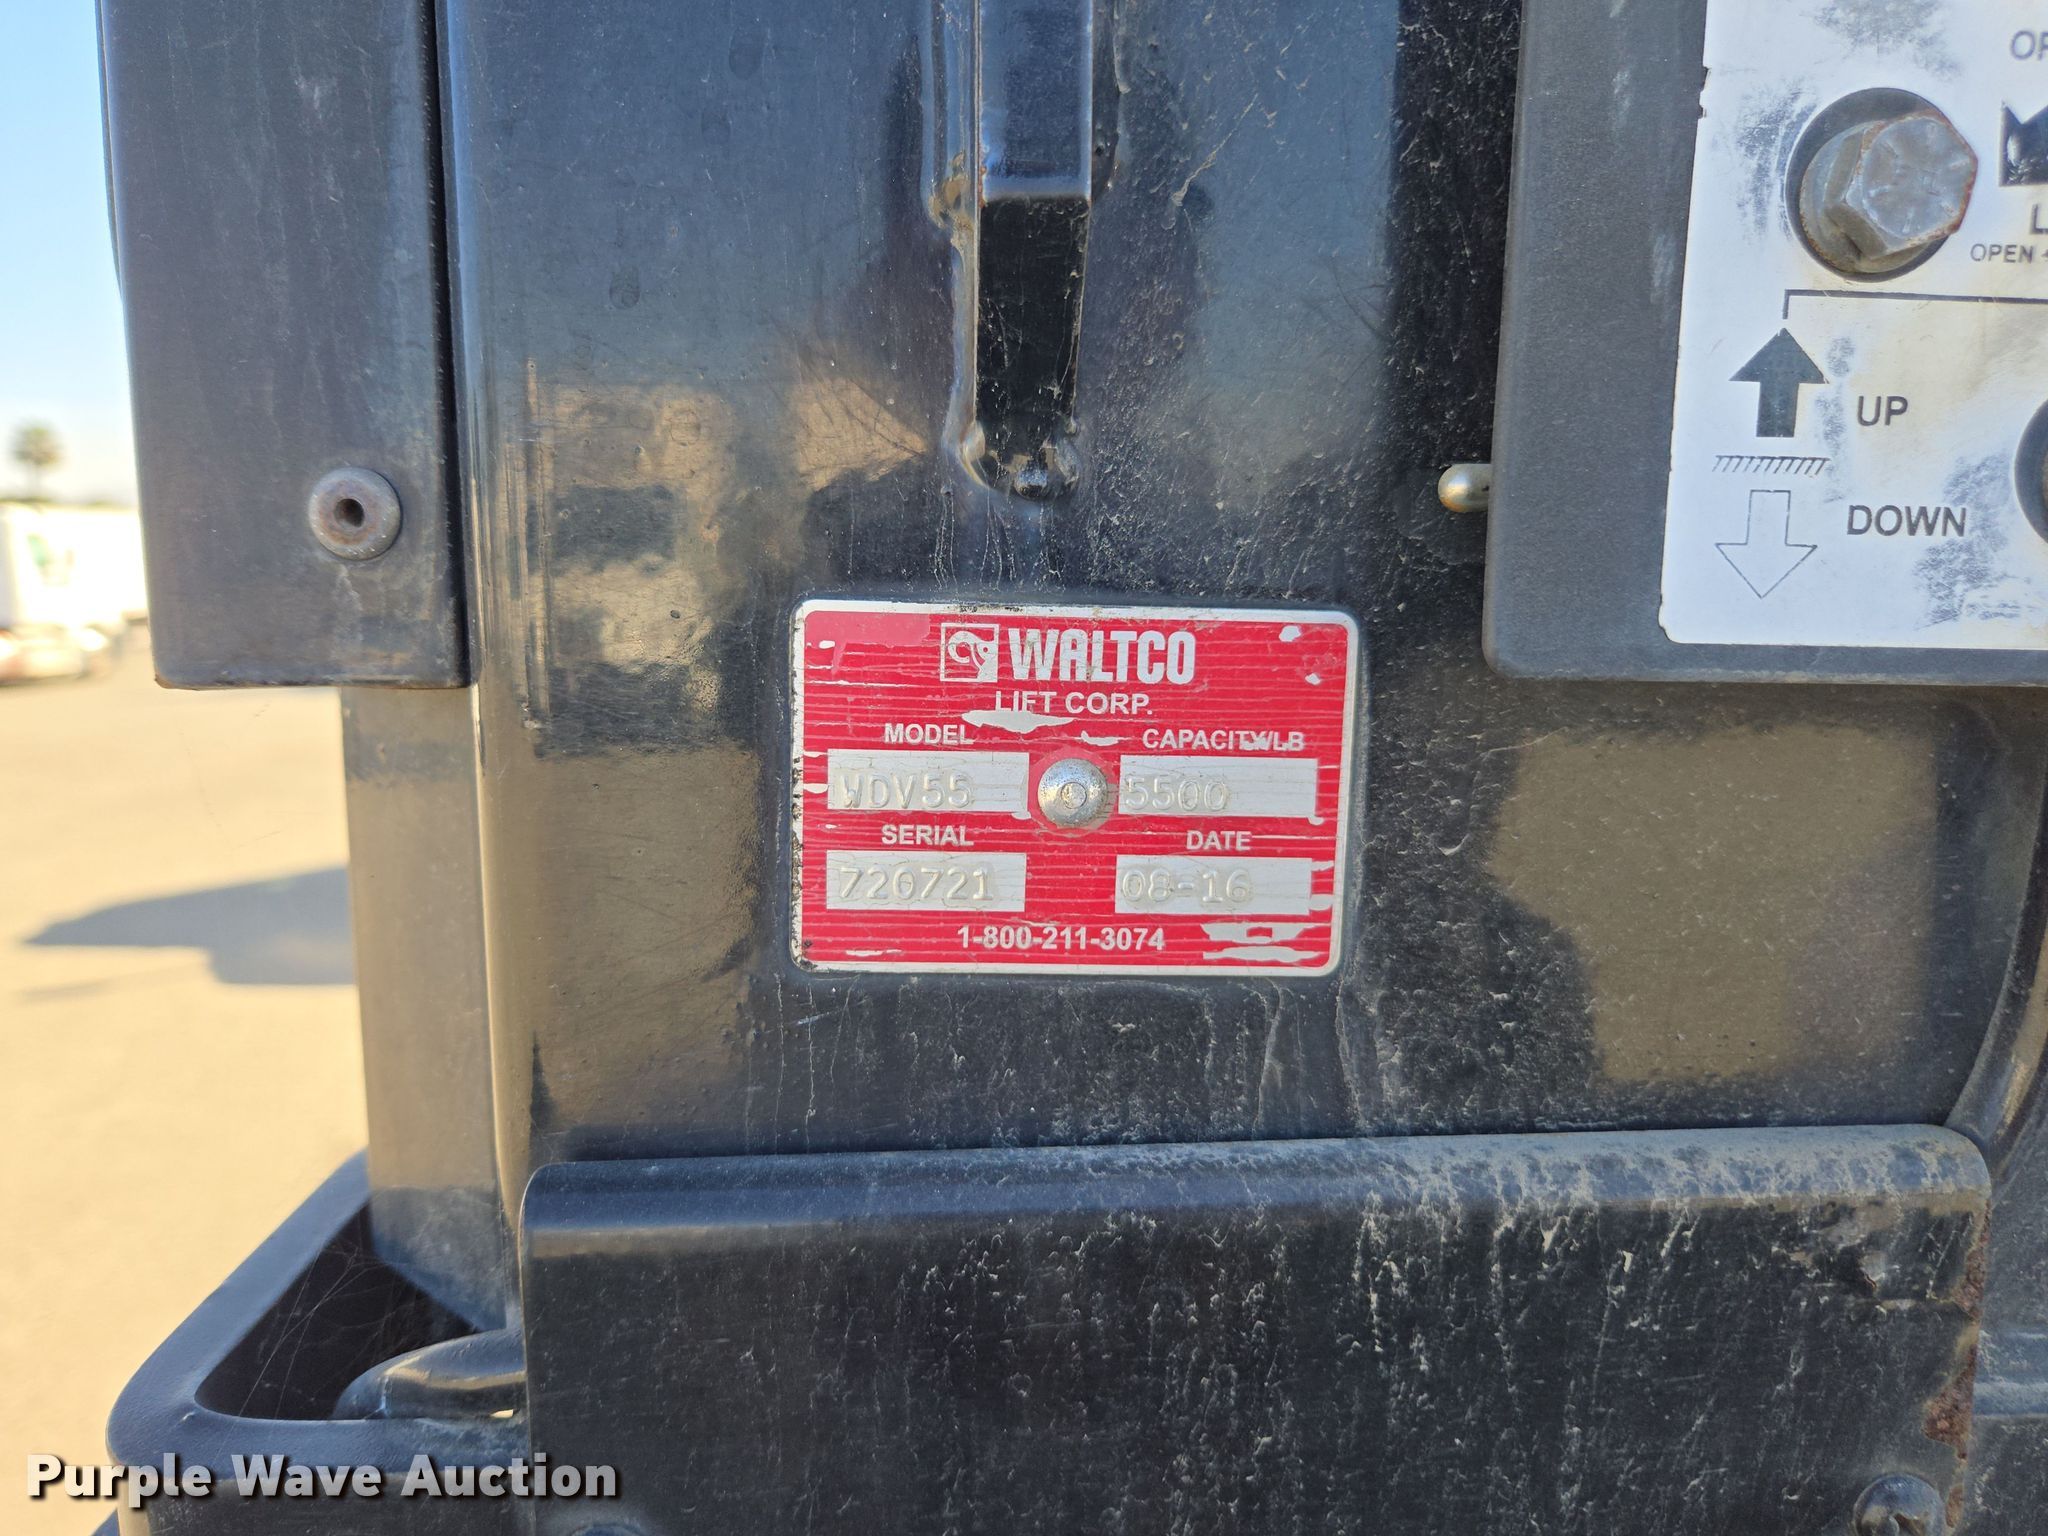 UP
DOWN
OPEN
WALTCO
LIFT CORP.
MODEL CAPACITY/LB
WDV55 5500
SERIAL DATE
720721 08-16
1-800-211-3074
Purple Wave Auction